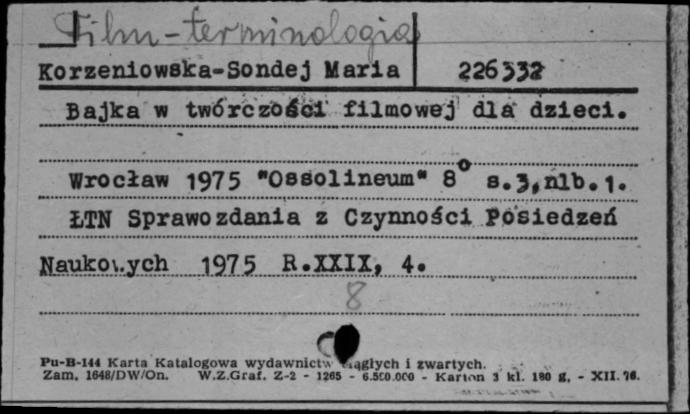 Film-terminologia
Korzeniowska-Sondej Maria 226332
Bajka w twórczości filmowej dla dzieci.
Wrocław 1975 "Ossolineum" 8° s.3,nlb.1.
ŁTN Sprawozdania z Czynności Posiedzeń
Naukowych 1975 R.XXIX, 4.
8
Pu-B-144 Karta Katalogowa wydawnictw ciągłych i zwartych.
Zam. 1648/DW/On. W.Z.Graf. Z-2 - 1265 - 6.500.000 - Karton 3 kl. 180 g, - XII.76.